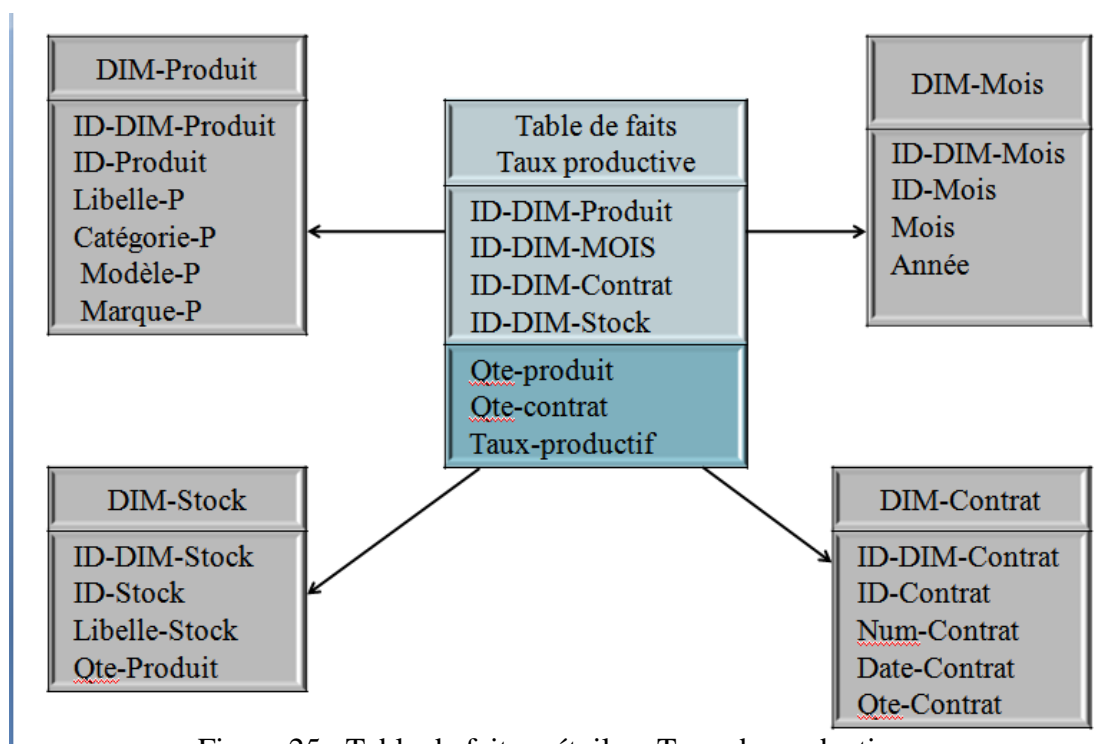 DIM-Produit
ID-DIM-Produit
ID-Produit
Libelle-P
Catégorie-P
Modèle-P
Marque-P
Table de faits
Taux productive
ID-DIM-Produit
ID-DIM-MOIS
ID-DIM-Contrat
ID-DIM-Stock
Qte-produit
Qte-contrat
Taux-productif
DIM-Mois
ID-DIM-Mois
ID-Mois
Mois
Année
DIM-Stock
ID-DIM-Stock
ID-Stock
Libelle-Stock
Qte-Produit
DIM-Contrat
ID-DIM-Contrat
ID-Contrat
Num-Contrat
Date-Contrat
Qte-Contrat